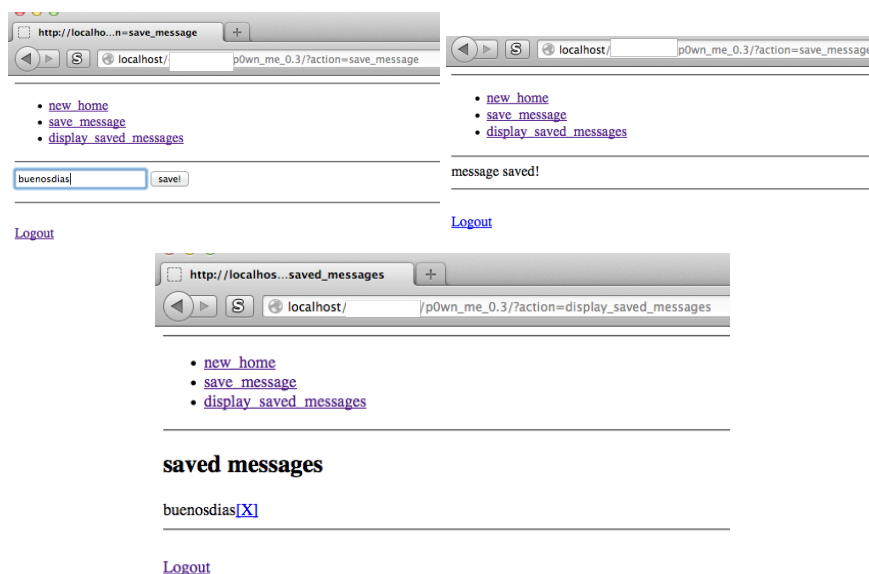 http://localho...n=save_message
localhost/ p0wn_me_0.3/?action=save_message
new_home
save_message
display_saved_messages
buenosdias save!
Logout
S localhost/ p0wn_me_0.3/?action=save_message
new_home
save_message
display_saved_messages
message saved!
Logout
http://localhos...saved_messages
S localhost/ /p0wn_me_0.3/?action=display_saved_messages
new_home
save_message
display_saved_messages
saved messages
buenosdias[X]
Logout